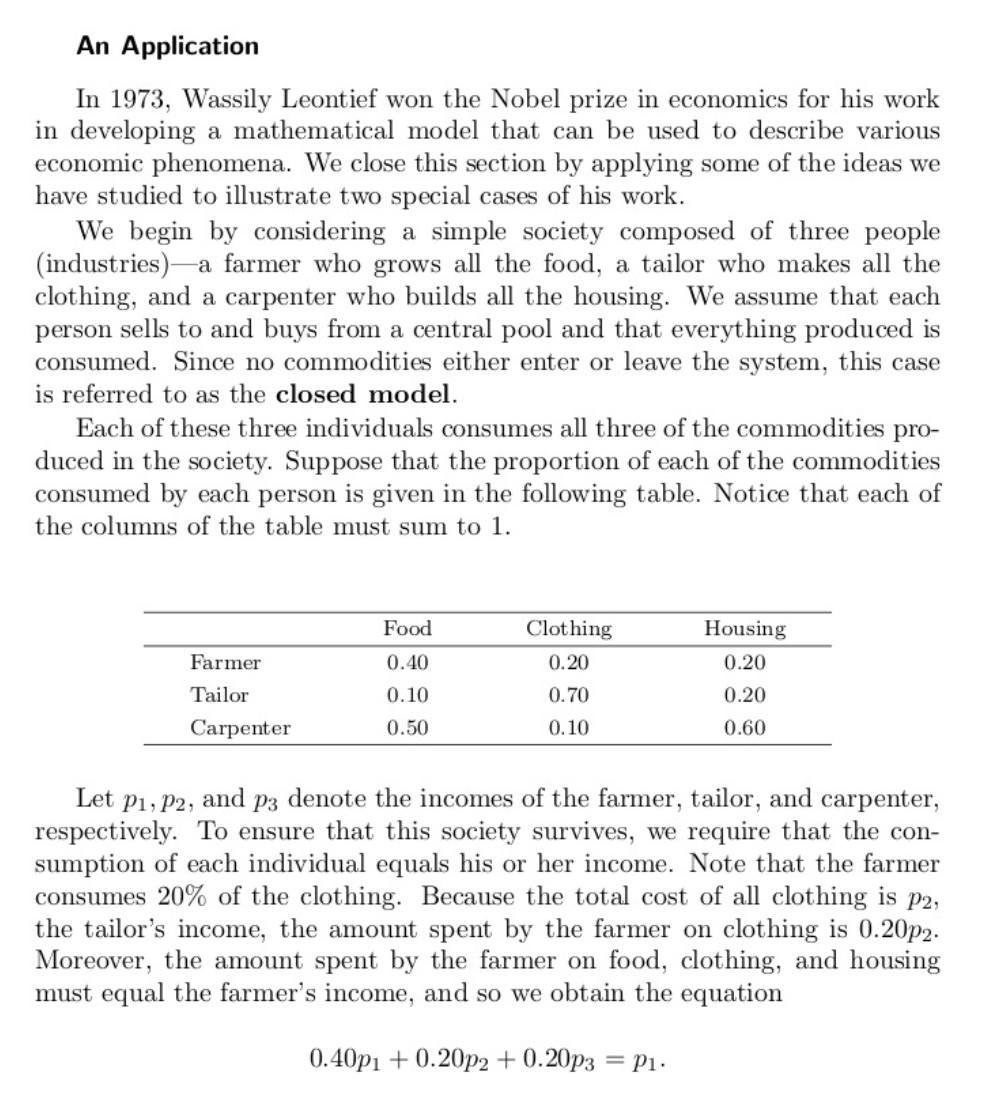 An Application
In 1973, Wassily Leontief won the Nobel prize in economics for his work
in developing a mathematical model that can be used to describe various
economic phenomena. We close this section by applying some of the ideas we
have studied to illustrate two special cases of his work.
We begin by considering a simple society composed of three people
(industries)—a farmer who grows all the food, a tailor who makes all the
clothing, and a carpenter who builds all the housing. We assume that each
person sells to and buys from a central pool and that everything produced is
consumed. Since no commodities either enter or leave the system, this case
is referred to as the closed model.
Each of these three individuals consumes all three of the commodities pro-
duced in the society. Suppose that the proportion of each of the commodities
consumed by each person is given in the following table. Notice that each of
the columns of the table must sum to 1.
Food Clothing Housing
Farmer 0.40 0.20 0.20
Tailor 0.10 0.70 0.20
Carpenter 0.50 0.10 0.60
Let p₁, p₂, and p₃ denote the incomes of the farmer, tailor, and carpenter,
respectively. To ensure that this society survives, we require that the con-
sumption of each individual equals his or her income. Note that the farmer
consumes 20% of the clothing. Because the total cost of all clothing is p₂,
the tailor's income, the amount spent by the farmer on clothing is 0.20p₂.
Moreover, the amount spent by the farmer on food, clothing, and housing
must equal the farmer's income, and so we obtain the equation
0.40p₁ + 0.20p₂ + 0.20p₃ = p₁.